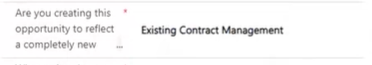 Are you creating this *
opportunity to reflect Existing Contract Management
a completely new ...